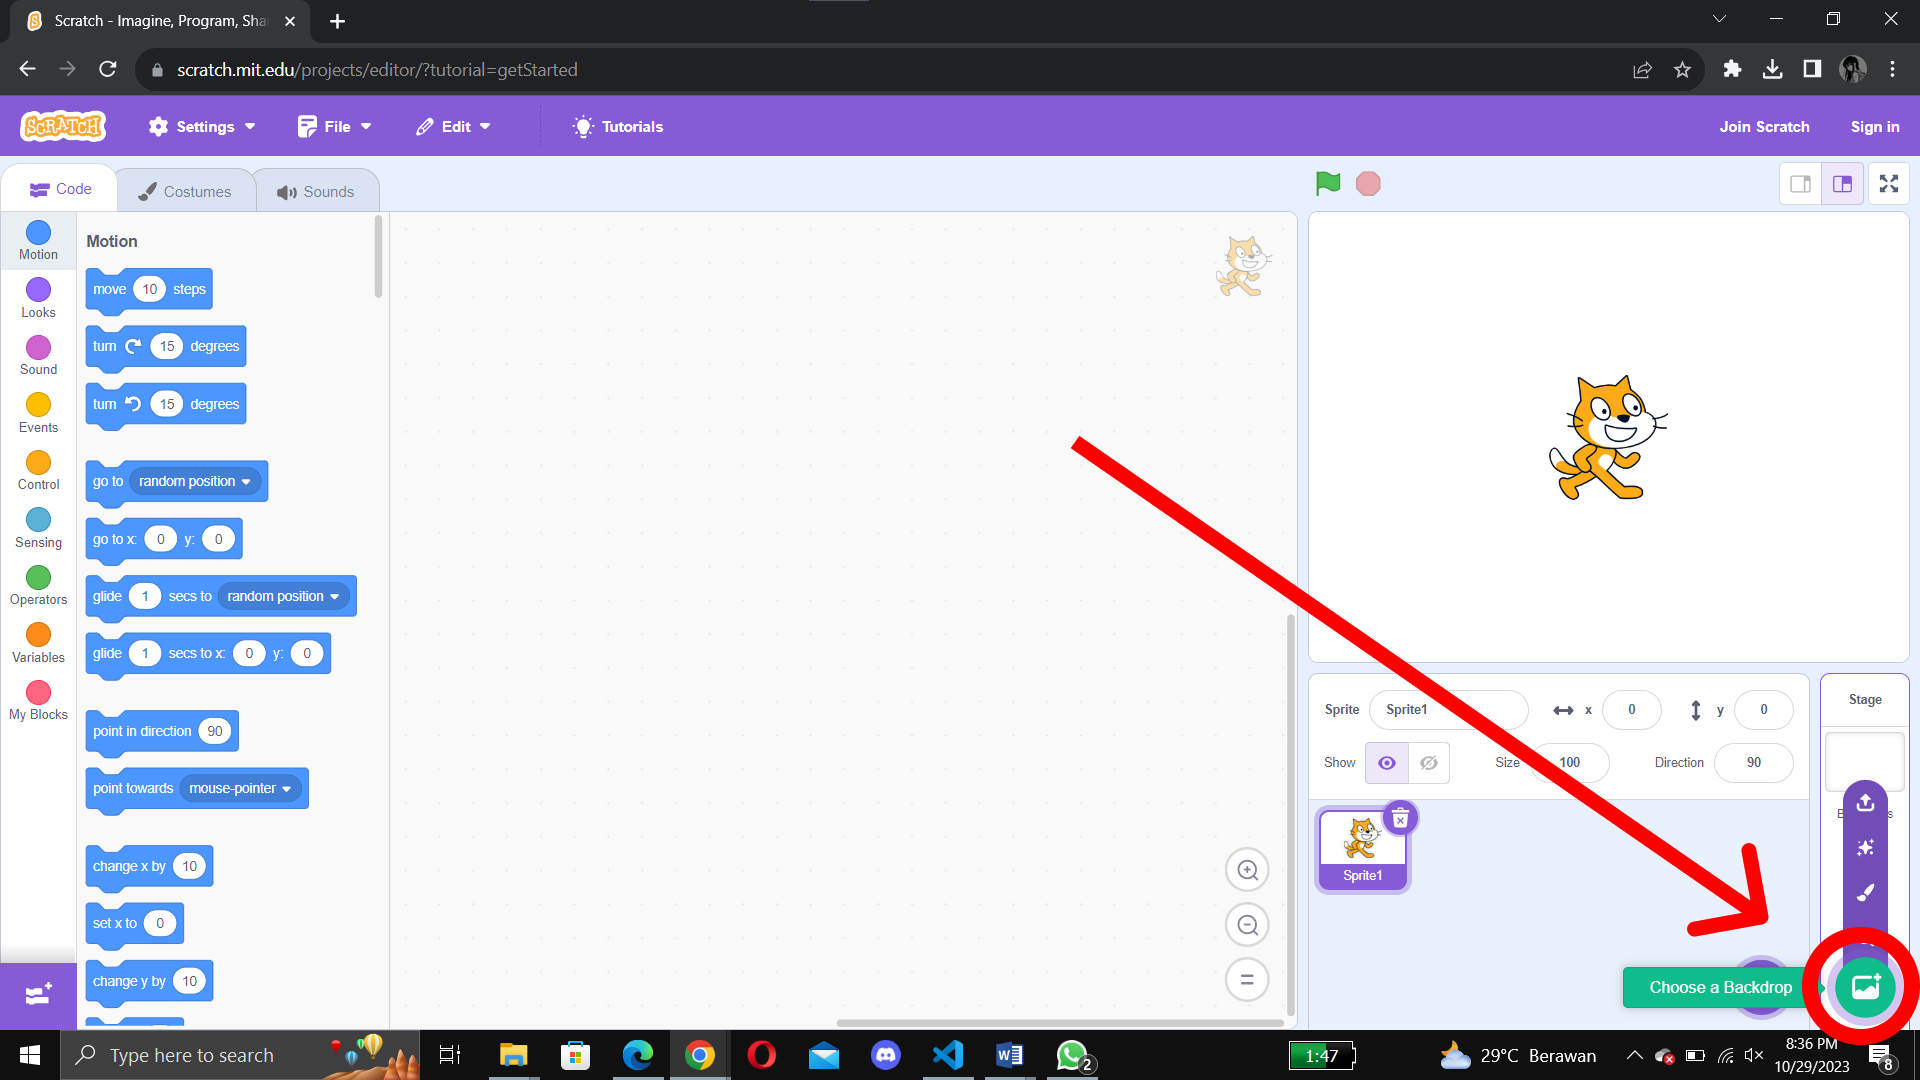 Scratch - Imagine, Program, Sha
scratch.mit.edu/projects/editor/?tutorial=getStarted
SCRATCH
Settings
File
Edit
Tutorials
Join Scratch
Sign in
Code
Costumes
Sounds
Motion
Looks
Sound
Events
Control
Sensing
Operators
Variables
My Blocks
Motion
move 10 steps
turn 15 degrees
turn 15 degrees
go to random position
go to x: 0 y: 0
glide 1 secs to random position
glide 1 secs to x: 0 y: 0
point in direction 90
point towards mouse-pointer
change x by 10
set x to 0
change y by 10
Sprite Sprite1 x 0 y 0
Show Size 100 Direction 90
Sprite1
Stage
Choose a Backdrop
Type here to search
2
1:47
29°C Berawan
8:36 PM
10/29/2023
8